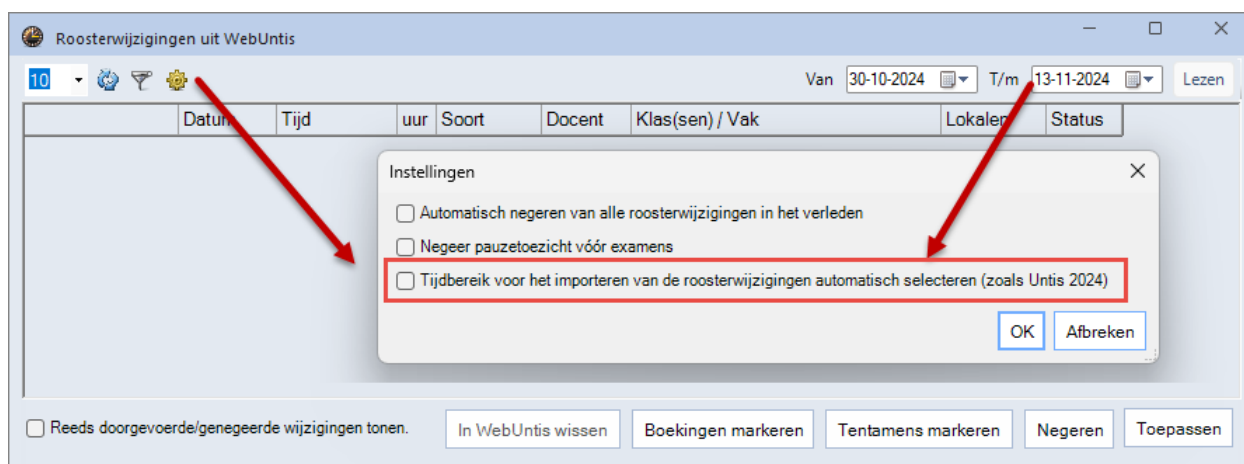 Roosterwijzigingen uit WebUntis
10 Van 30-10-2024 T/m 13-11-2024 Lezen
Datum Tijd uur Soort Docent Klas(sen) / Vak Lokalen Status
Instellingen
Automatisch negeren van alle roosterwijzigingen in het verleden
Negeer pauzetoezicht vóór examens
Tijdbereik voor het importeren van de roosterwijzigingen automatisch selecteren (zoals Untis 2024)
OK Afbreken
Reeds doorgevoerde/genegeerde wijzigingen tonen. In WebUntis wissen Boekingen markeren Tentamens markeren Negeren Toepassen